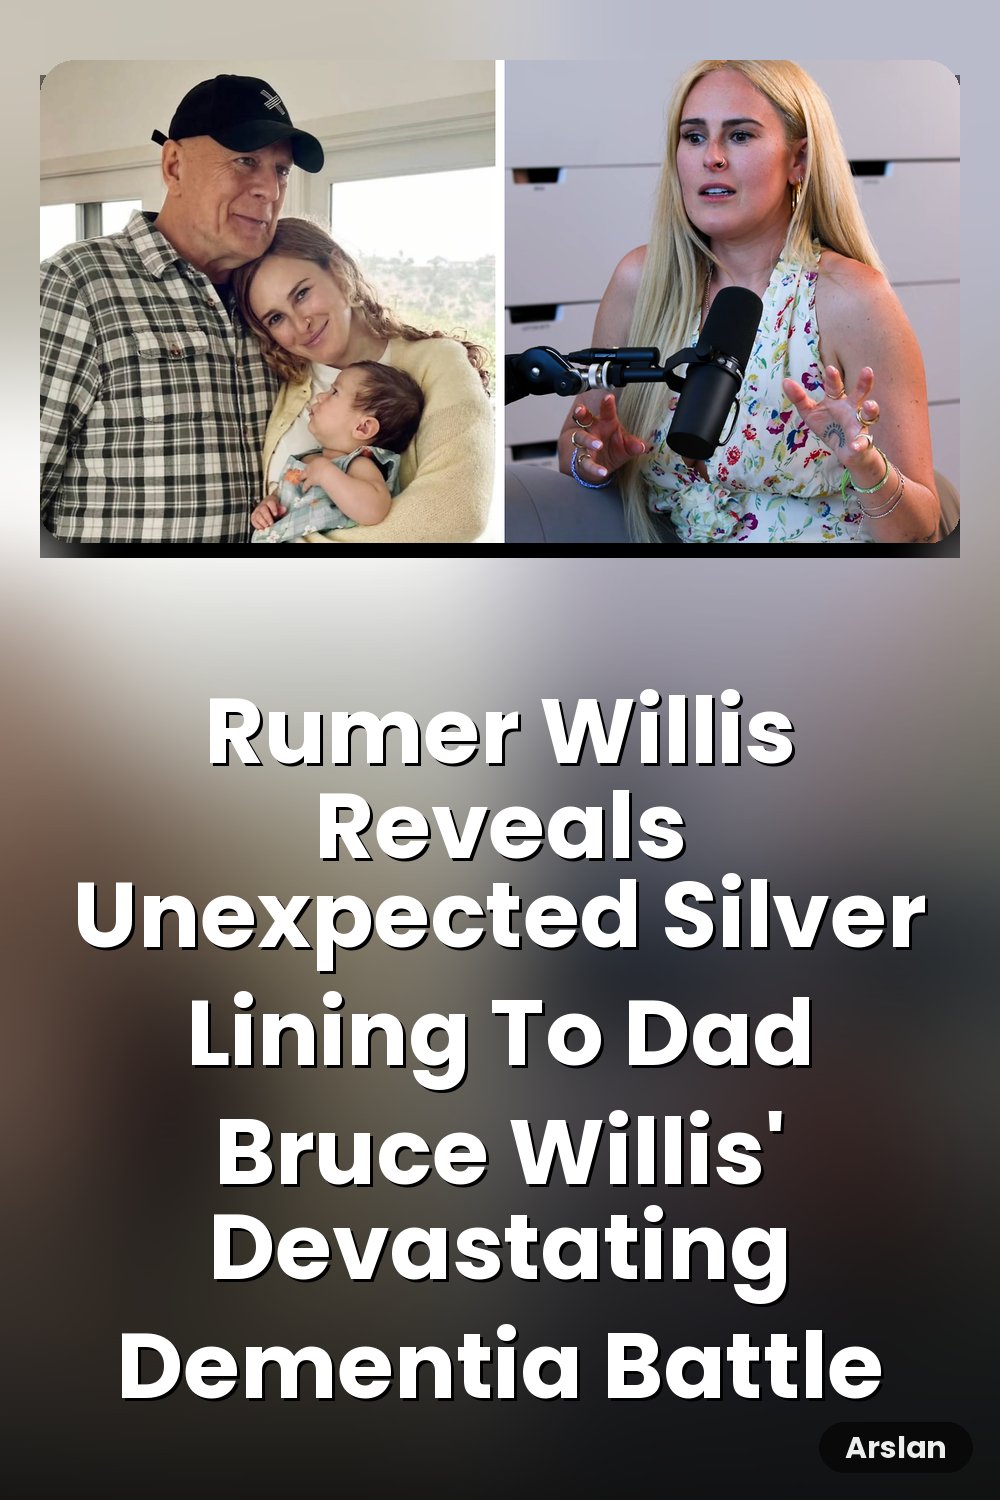 Rumer Willis
Reveals
Unexpected Silver
Lining To Dad
Bruce Willis'
Devastating
Dementia Battle
Arslan